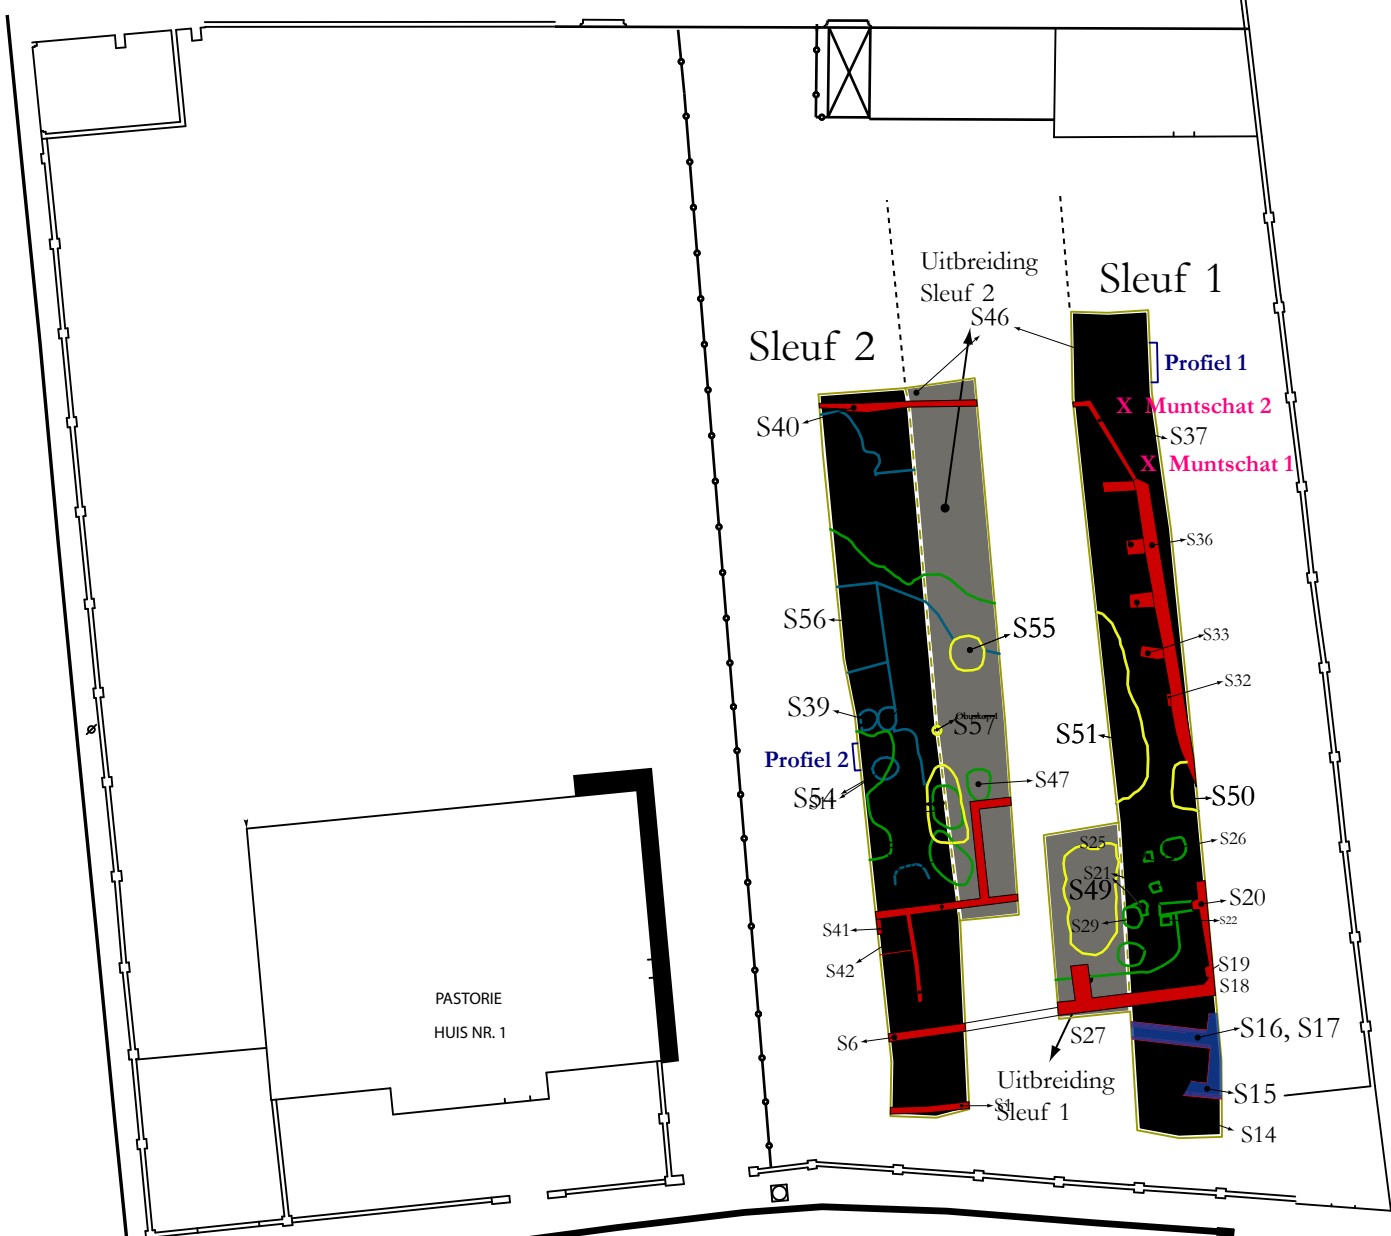 Uitbreiding
Sleuf 2
S46
Sleuf 1
Sleuf 2
Profiel 1
X Muntschat 2
S37
S40
X Muntschat 1
S36
S56
S55
S33
S32
S39
S57
S51
Profiel 2
S54
S47
S50
S25
S26
S21
S49
S20
S29
S22
S41
S42
S19
S18
PASTORIE
HUIS NR. 1
S6
S27
S16, S17
Uitbreiding
Sleuf 1
S1
S15
S14